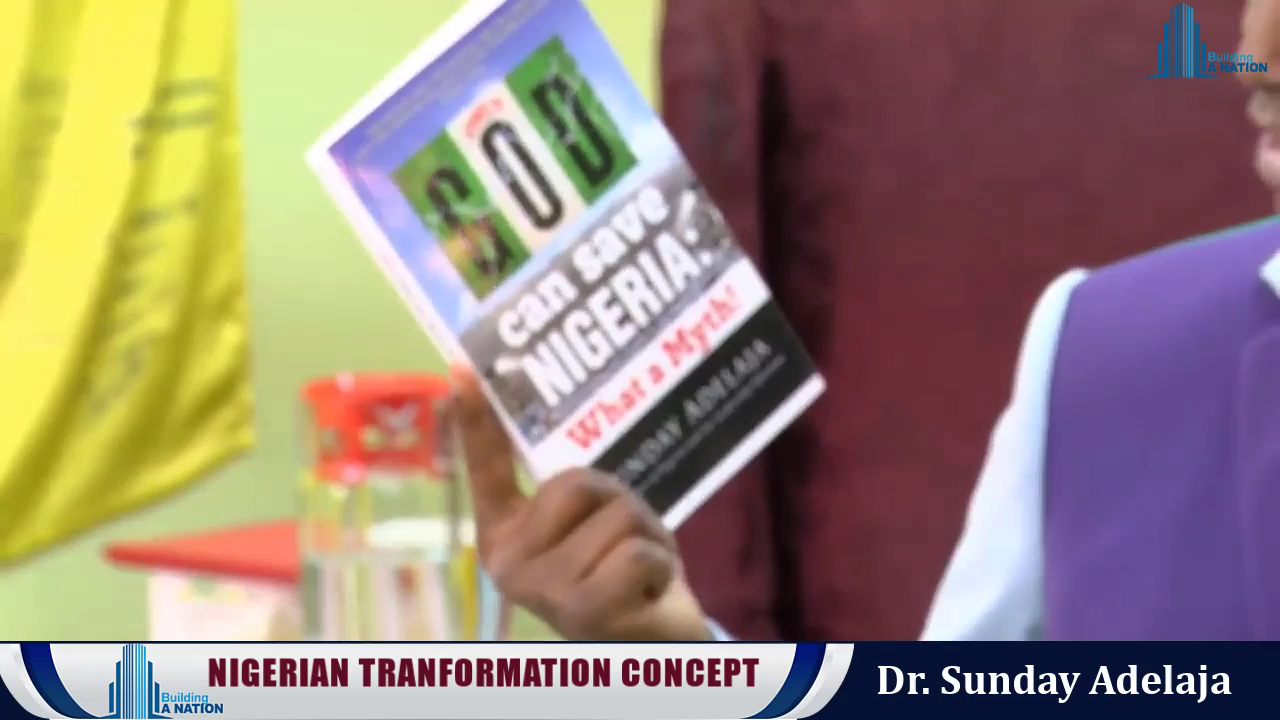 Building
A NATION
GOD
can save
NIGERIA:
What a Myth!
SUNDAY ADELAJA
NIGERIAN TRANFORMATION CONCEPT
Building
A NATION
Dr. Sunday Adelaja